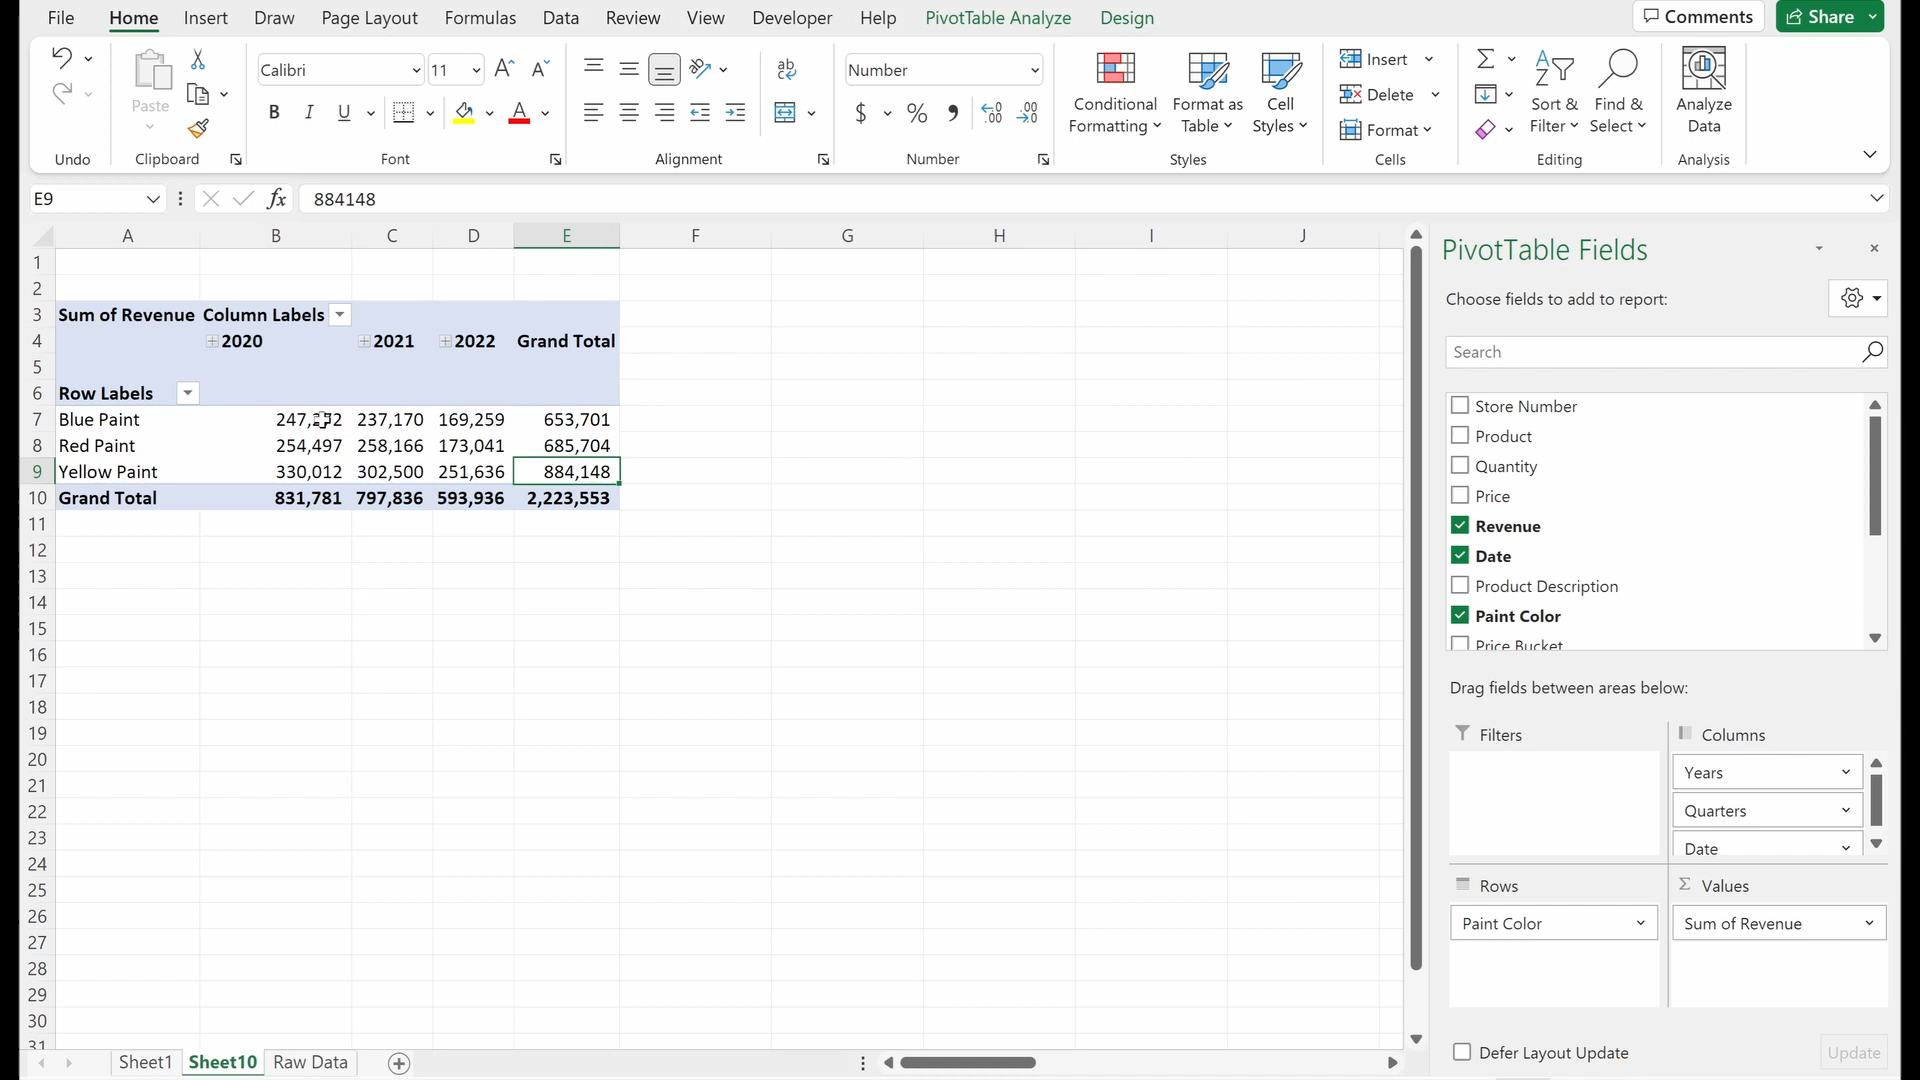 File Home Insert Draw Page Layout Formulas Data Review View Developer Help PivotTable Analyze Design Comments Share
Calibri 11 A A ab Number Insert Σ A Z
Paste B I U A $ % Conditional Formatting Format as Table Cell Styles Delete Sort & Filter Find & Select Analyze Data
Format
Undo Clipboard Font Alignment Number Styles Cells Editing Analysis
E9 fx 884148
A B C D E F G H I J
1
2
3 Sum of Revenue Column Labels
4 2020 2021 2022 Grand Total
5
6 Row Labels
7 Blue Paint 237,170 169,259 653,701
8 Red Paint 254,497 258,166 173,041 685,704
9 Yellow Paint 330,012 302,500 251,636 884,148
10 Grand Total 831,781 797,836 593,936 2,223,553
11
12
13
14
15
16
17
18
19
20
21
22
23
24
25
26
27
28
29
30
31
Sheet1 Sheet10 Raw Data
PivotTable Fields
Choose fields to add to report:
Search
Store Number
Product
Quantity
Price
Revenue
Date
Product Description
Paint Color
Price Bucket
Drag fields between areas below:
Filters
Columns
Years
Quarters
Date
Rows
Paint Color
Σ Values
Sum of Revenue
Defer Layout Update Update